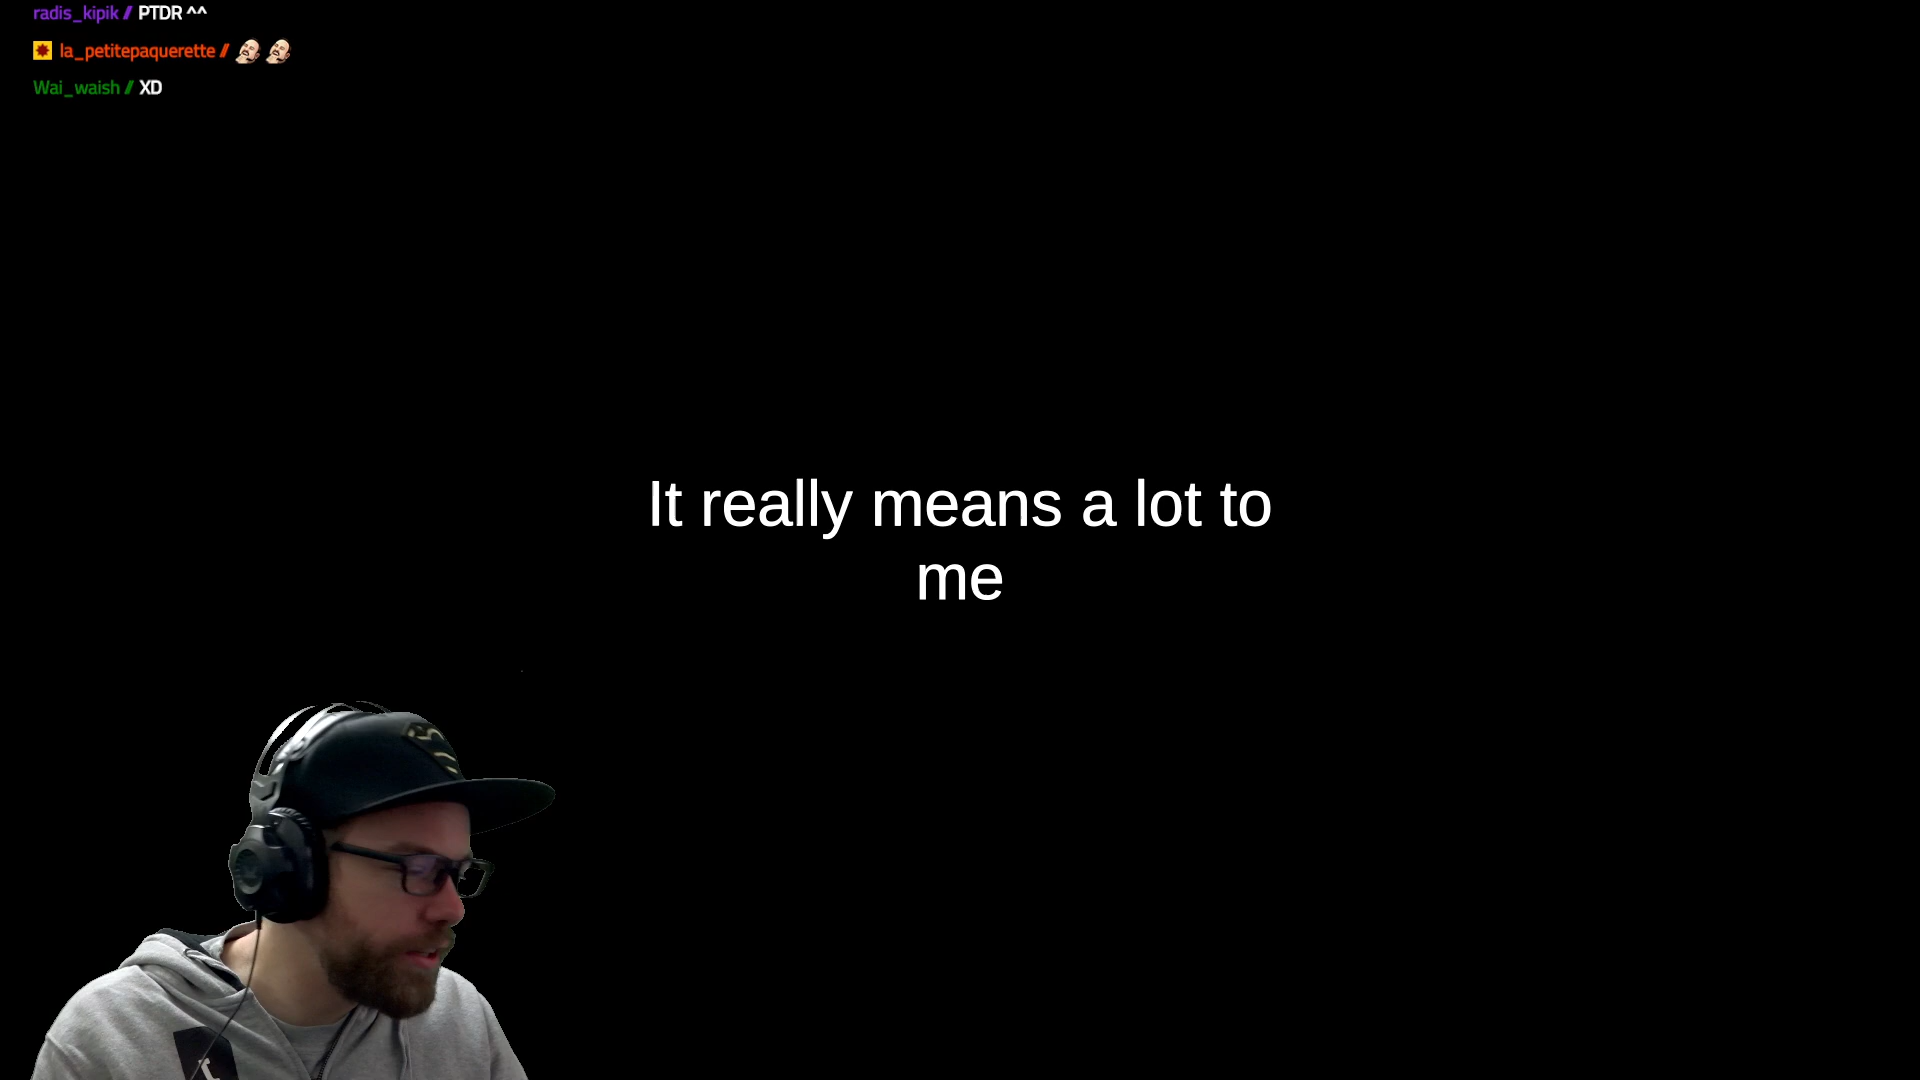 radis_kipik // PTDR ^^
la_petitepaquerette //
Wai_waish // XD
It really means a lot to
me